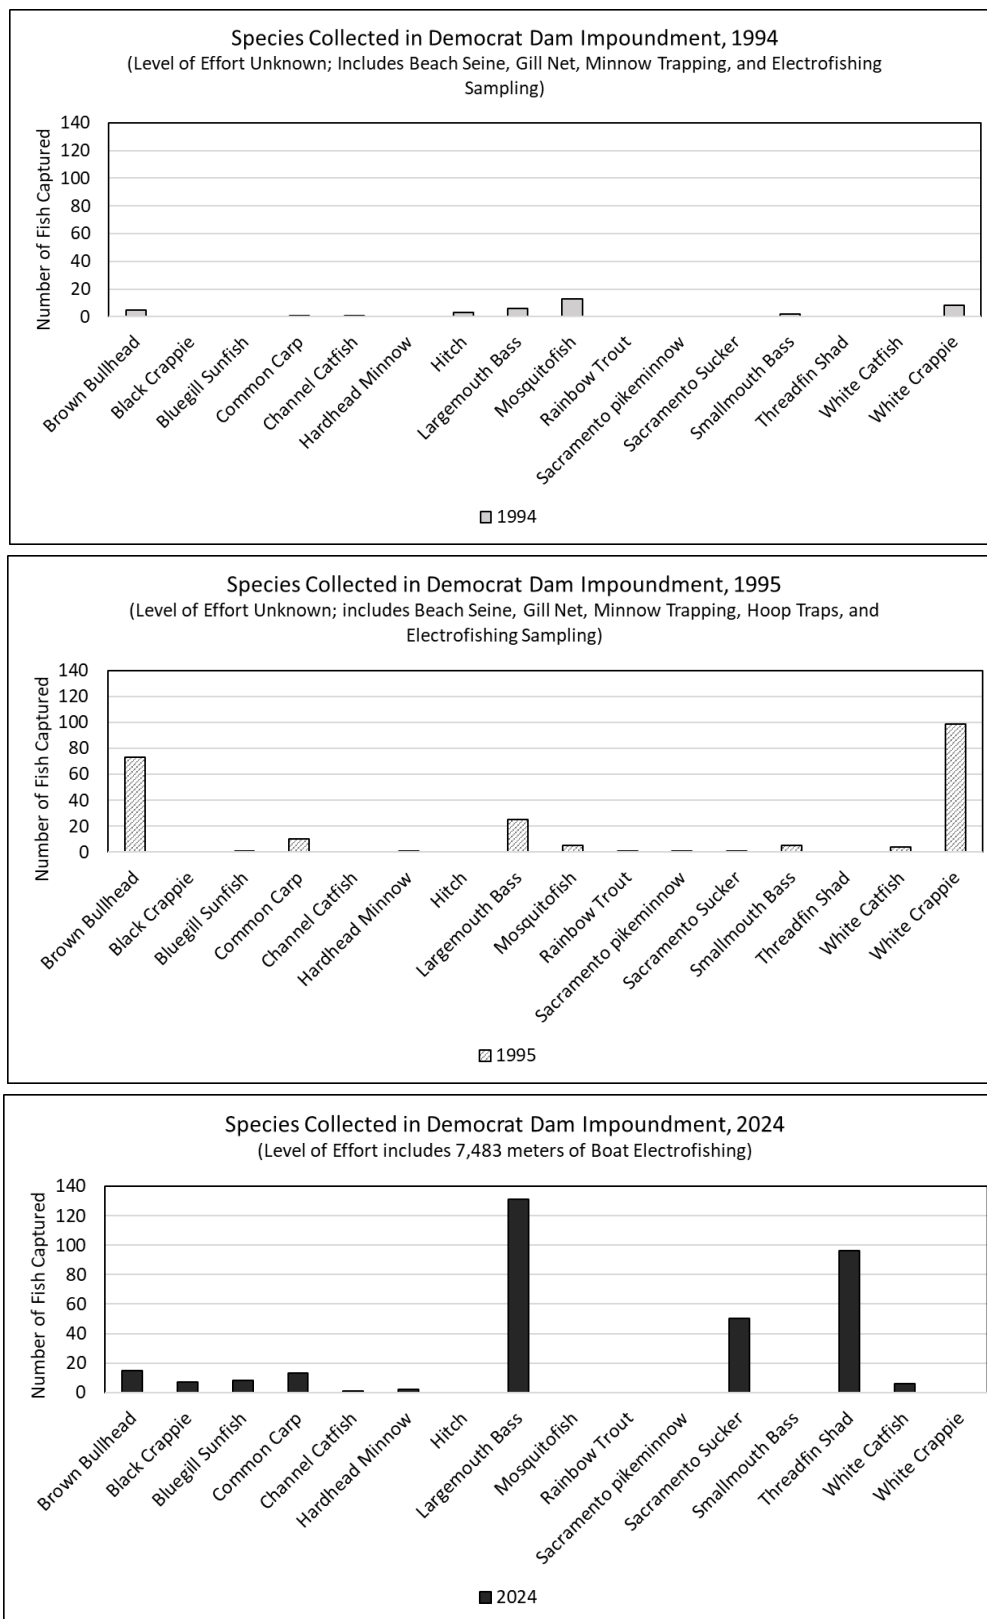 Species Collected in Democrat Dam Impoundment, 1994
(Level of Effort Unknown; Includes Beach Seine, Gill Net, Minnow Trapping, and Electrofishing
Sampling)
Number of Fish Captured
140
120
100
80
60
40
20
0
Brown Bullhead
Black Crappie
Bluegill Sunfish
Common Carp
Channel Catfish
Hardhead Minnow
Hitch
Largemouth Bass
Mosquitofish
Rainbow Trout
Sacramento pikeminnow
Sacramento Sucker
Smallmouth Bass
Threadfin Shad
White Catfish
White Crappie
1994
Species Collected in Democrat Dam Impoundment, 1995
(Level of Effort Unknown; includes Beach Seine, Gill Net, Minnow Trapping, Hoop Traps, and
Electrofishing Sampling)
Number of Fish Captured
140
120
100
80
60
40
20
0
Brown Bullhead
Black Crappie
Bluegill Sunfish
Common Carp
Channel Catfish
Hardhead Minnow
Hitch
Largemouth Bass
Mosquitofish
Rainbow Trout
Sacramento pikeminnow
Sacramento Sucker
Smallmouth Bass
Threadfin Shad
White Catfish
White Crappie
1995
Species Collected in Democrat Dam Impoundment, 2024
(Level of Effort includes 7,483 meters of Boat Electrofishing)
Number of Fish Captured
140
120
100
80
60
40
20
0
Brown Bullhead
Black Crappie
Bluegill Sunfish
Common Carp
Channel Catfish
Hardhead Minnow
Hitch
Largemouth Bass
Mosquitofish
Rainbow Trout
Sacramento pikeminnow
Sacramento Sucker
Smallmouth Bass
Threadfin Shad
White Catfish
White Crappie
2024